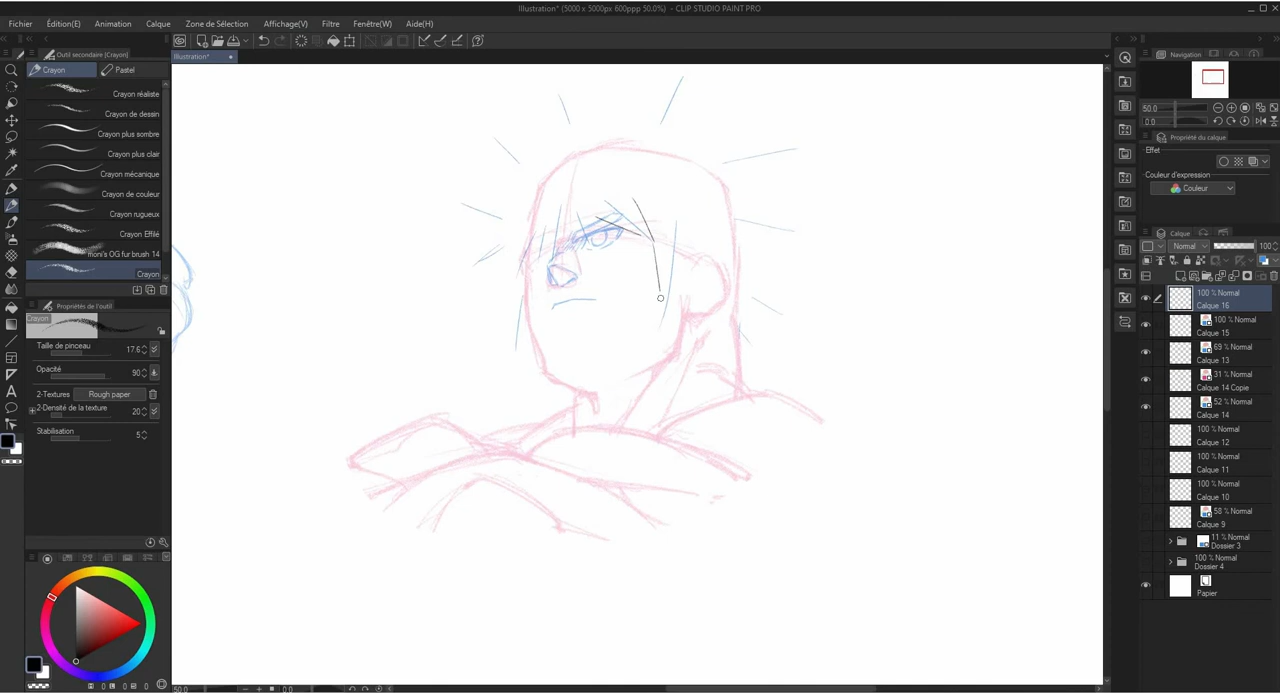 Illustration* (5000 x 5000px 600ppp 50.0%) - CLIP STUDIO PAINT PRO
Fichier Édition(E) Animation Calque Zone de Sélection Affichage(V) Filtre Fenêtre(W) Aide(H)
Outil secondaire [Crayon]
Illustration*
Crayon Pastel
Crayon réaliste
Crayon de dessin
Crayon plus sombre
Crayon plus clair
Crayon mécanique
Crayon de couleur
Crayon rugueux
Crayon Effilé
moni's OG fur brush 14
Crayon
Propriétés de l'outil
Crayon
Taille de pinceau 17.6
Opacité 90
2-Textures Rough paper
2-Densité de la texture 20
Stabilisation 5
50.0 0.0
Navigation
50.0
0.0
Propriété du calque
Effet
Couleur d'expression
Couleur
Calque
Normal 100
100 % Normal
Calque 16
100 % Normal
Calque 15
69 % Normal
Calque 13
31 % Normal
Calque 14 Copie
52 % Normal
Calque 14
100 % Normal
Calque 12
100 % Normal
Calque 11
100 % Normal
Calque 10
58 % Normal
Calque 9
11 % Normal
Dossier 3
100 % Normal
Dossier 4
Papier